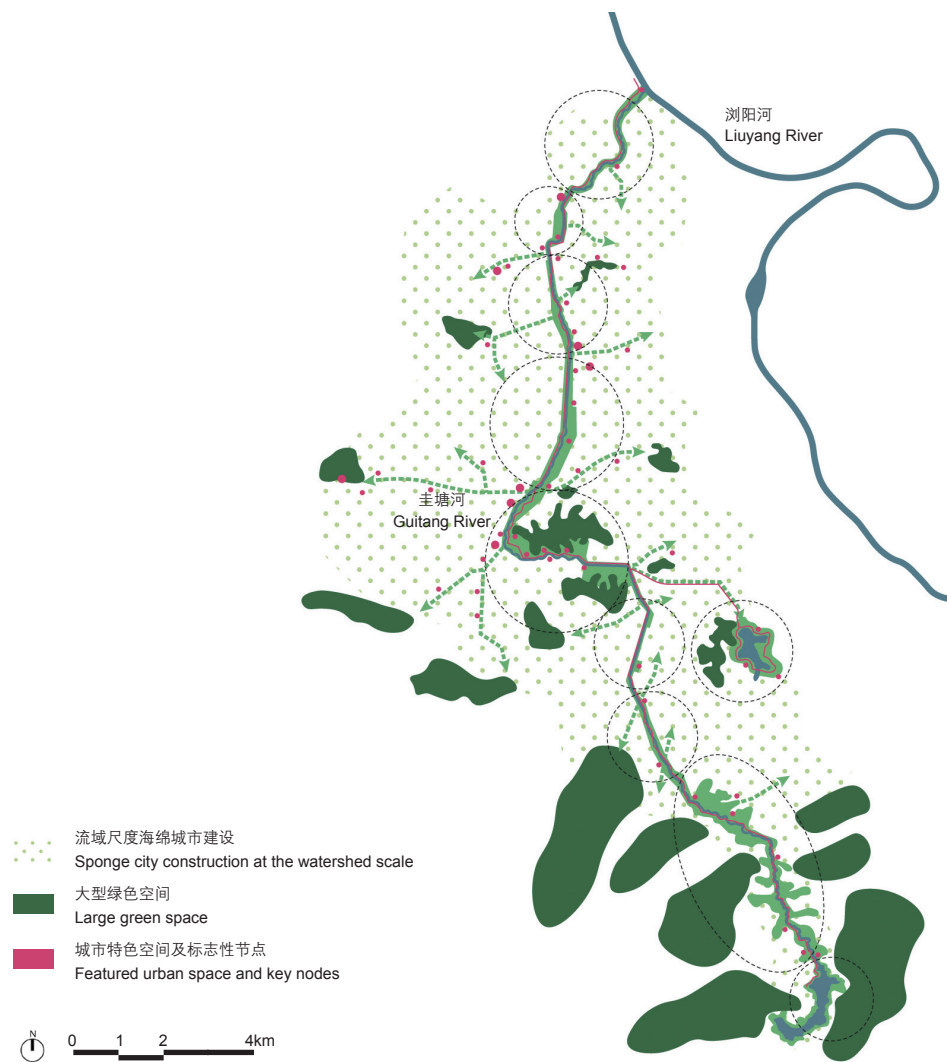 浏阳河
Liuyang River
圭塘河
Guitang River
流域尺度海绵城市建设
Sponge city construction at the watershed scale
大型绿色空间
Large green space
城市特色空间及标志性节点
Featured urban space and key nodes
N
0 1 2 4km